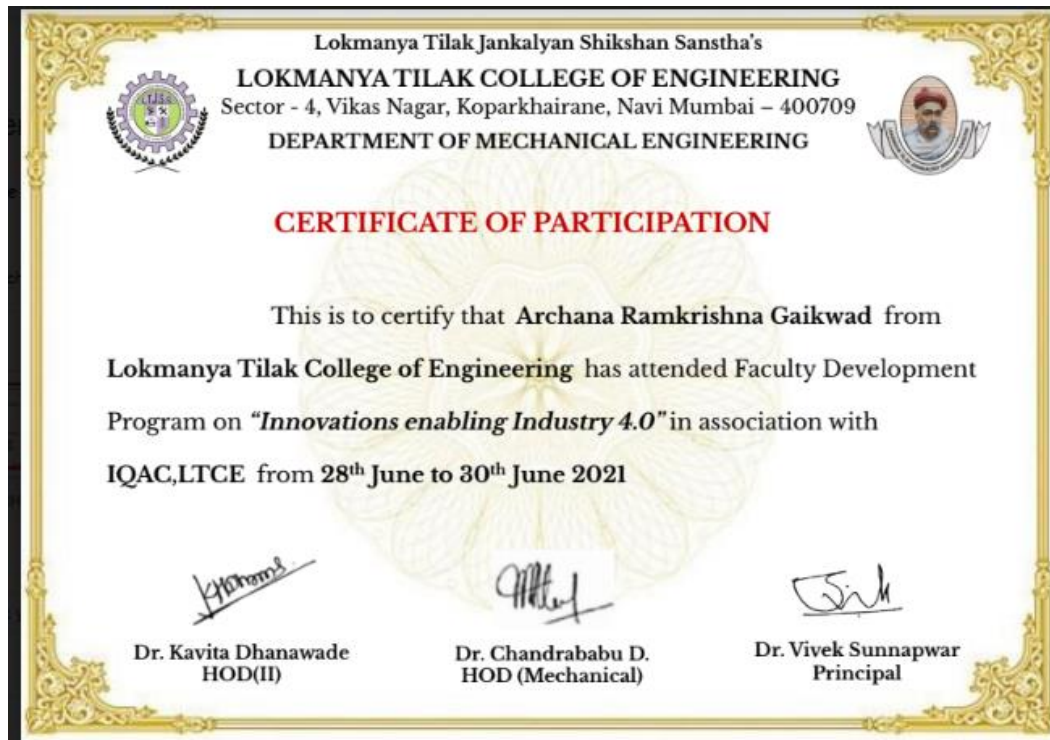 Lokmanya Tilak Jankalyan Shikshan Sanstha's
LOKMANYA TILAK COLLEGE OF ENGINEERING
Sector - 4, Vikas Nagar, Koparkhairane, Navi Mumbai – 400709
DEPARTMENT OF MECHANICAL ENGINEERING
CERTIFICATE OF PARTICIPATION
This is to certify that Archana Ramkrishna Gaikwad from
Lokmanya Tilak College of Engineering has attended Faculty Development
Program on “Innovations enabling Industry 4.0” in association with
IQAC,LTCE from 28th June to 30th June 2021
Dr. Kavita Dhanawade
HOD(II)
Dr. Chandrababu D.
HOD (Mechanical)
Dr. Vivek Sunnapwar
Principal